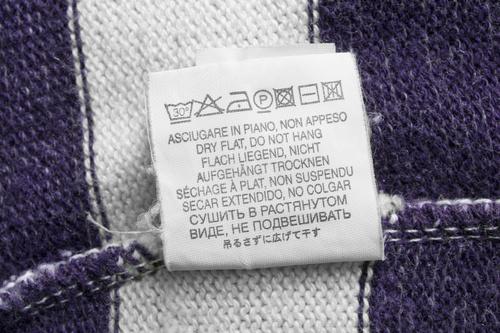 30°
P
ASCIUGARE IN PIANO, NON APPESO
DRY FLAT, DO NOT HANG
FLACH LIEGEND, NICHT
AUFGEHÄNGT TROCKNEN
SÉCHAGE À PLAT, NON SUSPENDU
SECAR EXTENDIDO, NO COLGAR
СУШИТЬ В РАСТЯНУТОМ
ВИДЕ, НЕ ПОДВЕШИВАТЬ
吊るさずに広げて干す